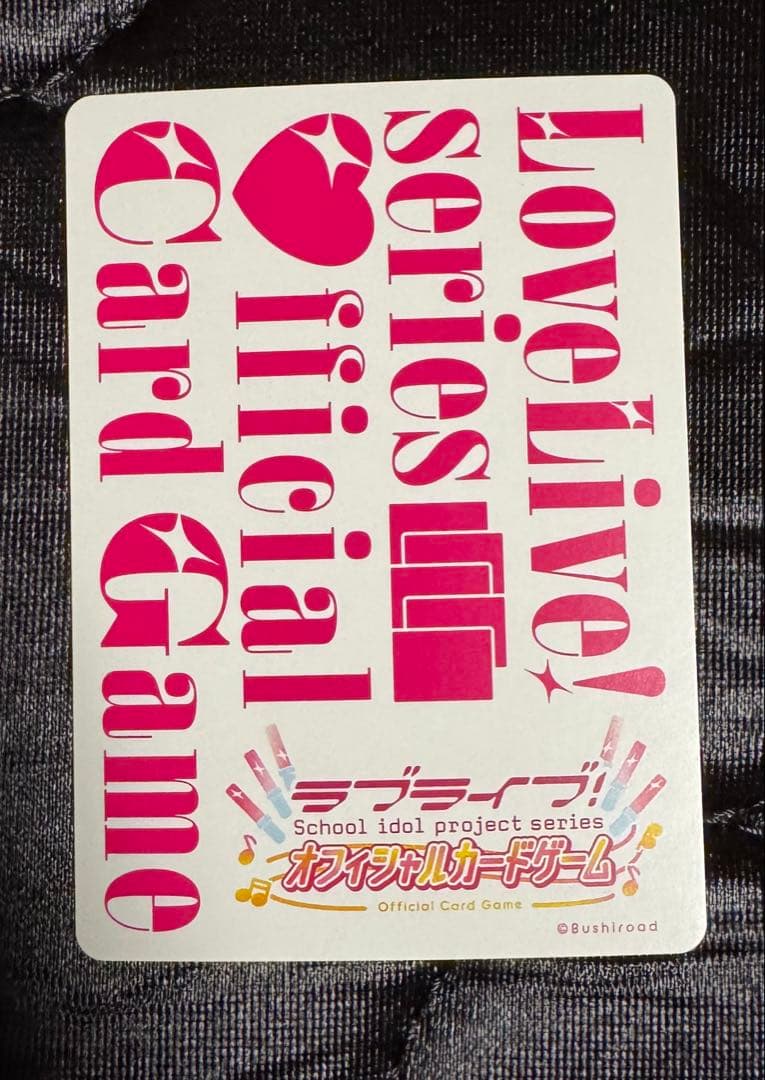 LoveLive!
series
Official
Card Game
ラブライブ!
School idol project series
オフィシャルカードゲーム
Official Card Game
©Bushiroad